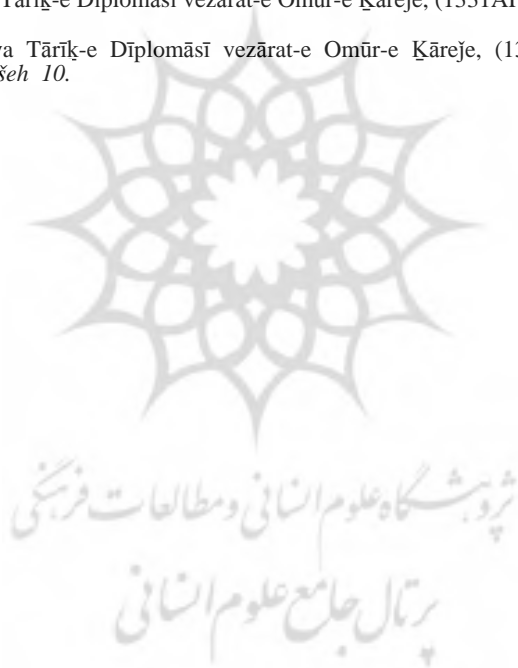 Tārīḵ-e Dīplomāsī vezārat-e Omūr-e Ḵāreje, (1331AH
va Tārīḵ-e Dīplomāsī vezārat-e Omūr-e Ḵāreje, (13
šeh 10.
پژوهشگاه علوم انسانی و مطالعات فرهنگی
پرتال جامع علوم انسانی